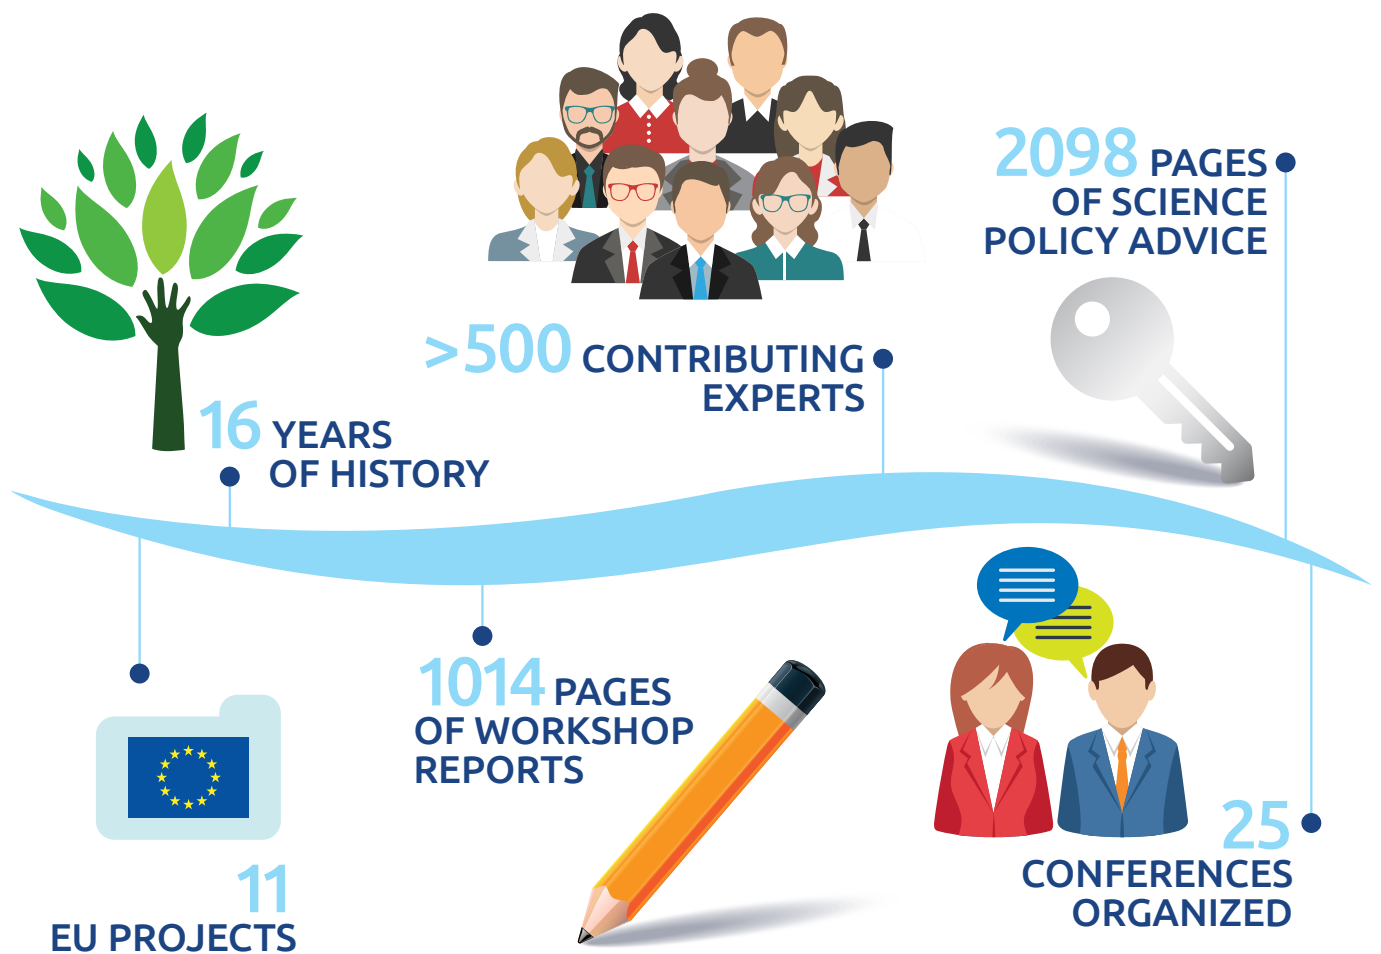 2098 PAGES
OF SCIENCE
POLICY ADVICE
>500 CONTRIBUTING
EXPERTS
16 YEARS
OF HISTORY
1014 PAGES
OF WORKSHOP
REPORTS
25
CONFERENCES
ORGANIZED
11
EU PROJECTS